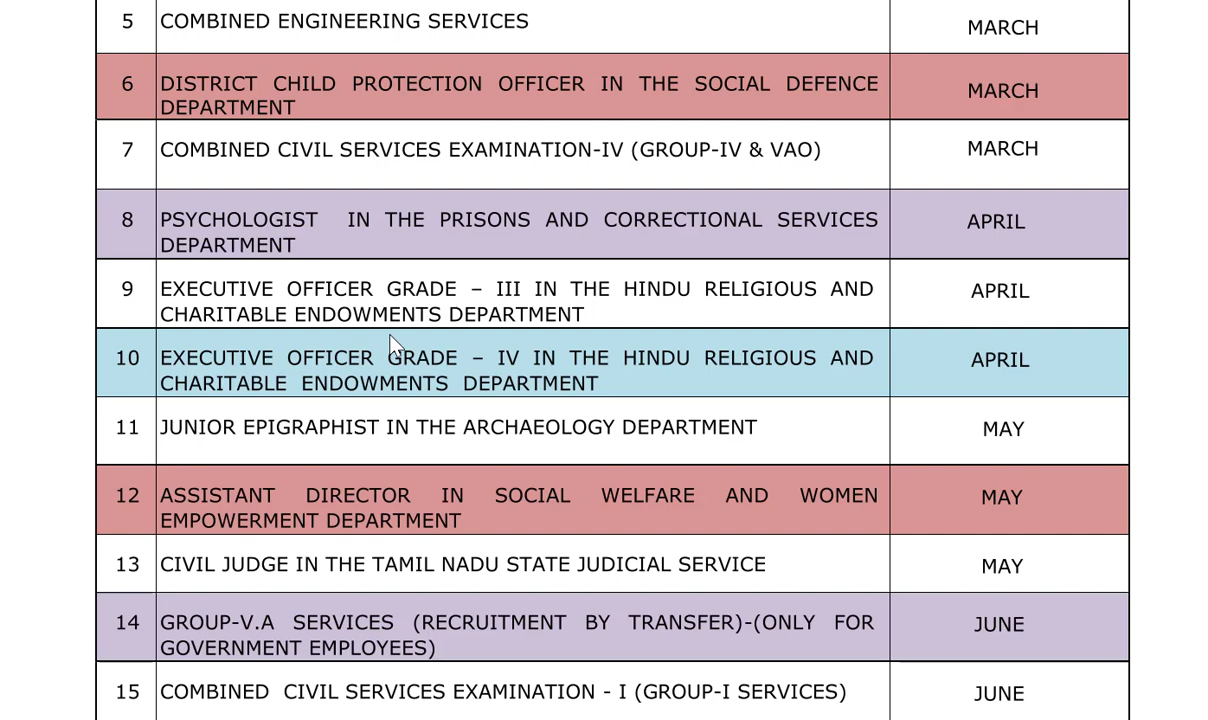 5 COMBINED ENGINEERING SERVICES MARCH
6 DISTRICT CHILD PROTECTION OFFICER IN THE SOCIAL DEFENCE MARCH
DEPARTMENT
7 COMBINED CIVIL SERVICES EXAMINATION-IV (GROUP-IV & VAO) MARCH
8 PSYCHOLOGIST IN THE PRISONS AND CORRECTIONAL SERVICES APRIL
DEPARTMENT
9 EXECUTIVE OFFICER GRADE – III IN THE HINDU RELIGIOUS AND APRIL
CHARITABLE ENDOWMENTS DEPARTMENT
10 EXECUTIVE OFFICER GRADE – IV IN THE HINDU RELIGIOUS AND APRIL
CHARITABLE ENDOWMENTS DEPARTMENT
11 JUNIOR EPIGRAPHIST IN THE ARCHAEOLOGY DEPARTMENT MAY
12 ASSISTANT DIRECTOR IN SOCIAL WELFARE AND WOMEN MAY
EMPOWERMENT DEPARTMENT
13 CIVIL JUDGE IN THE TAMIL NADU STATE JUDICIAL SERVICE MAY
14 GROUP-V.A SERVICES (RECRUITMENT BY TRANSFER)-(ONLY FOR JUNE
GOVERNMENT EMPLOYEES)
15 COMBINED CIVIL SERVICES EXAMINATION - I (GROUP-I SERVICES) JUNE